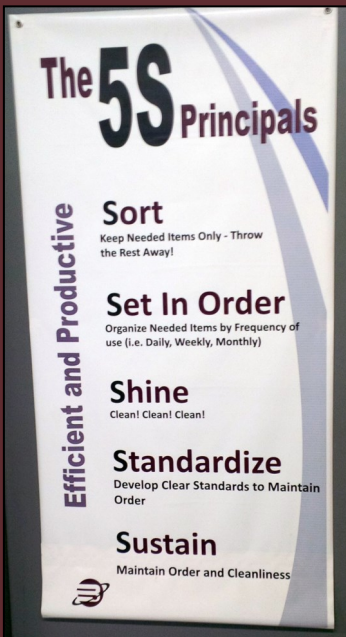 The 5S Principals
Efficient and Productive
Sort
Keep Needed Items Only - Throw
the Rest Away!
Set In Order
Organize Needed Items by Frequency of
use (i.e. Daily, Weekly, Monthly)
Shine
Clean! Clean! Clean!
Standardize
Develop Clear Standards to Maintain
Order
Sustain
Maintain Order and Cleanliness